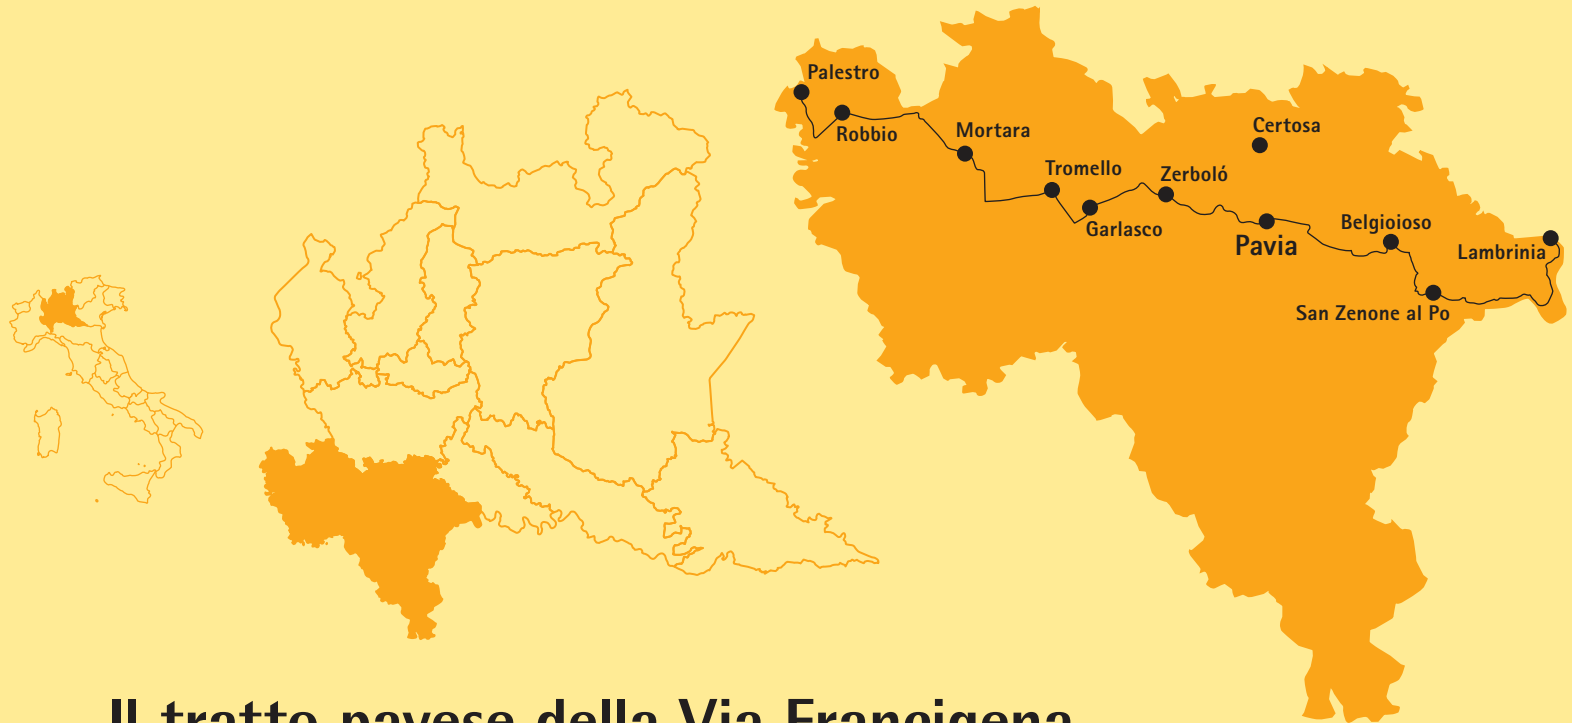 Palestro
Robbio
Mortara
Tromello
Garlasco
Zerboló
Certosa
Pavia
Belgioioso
Lambrinia
San Zenone al Po
Il tratto pavese della Via Francigena